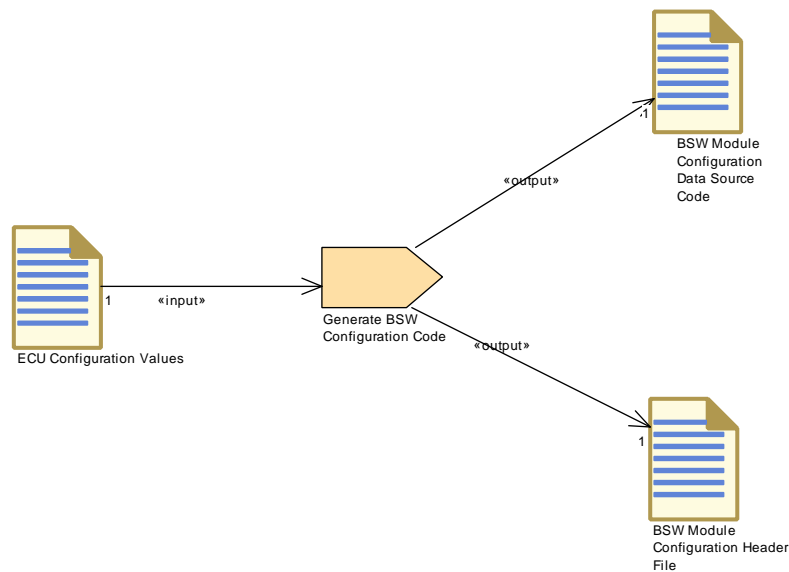 BSW Module
Configuration
Data Source
Code
1
«output»
ECU Configuration Values
1
«input»
Generate BSW
Configuration Code
«output»
1
BSW Module
Configuration Header
File